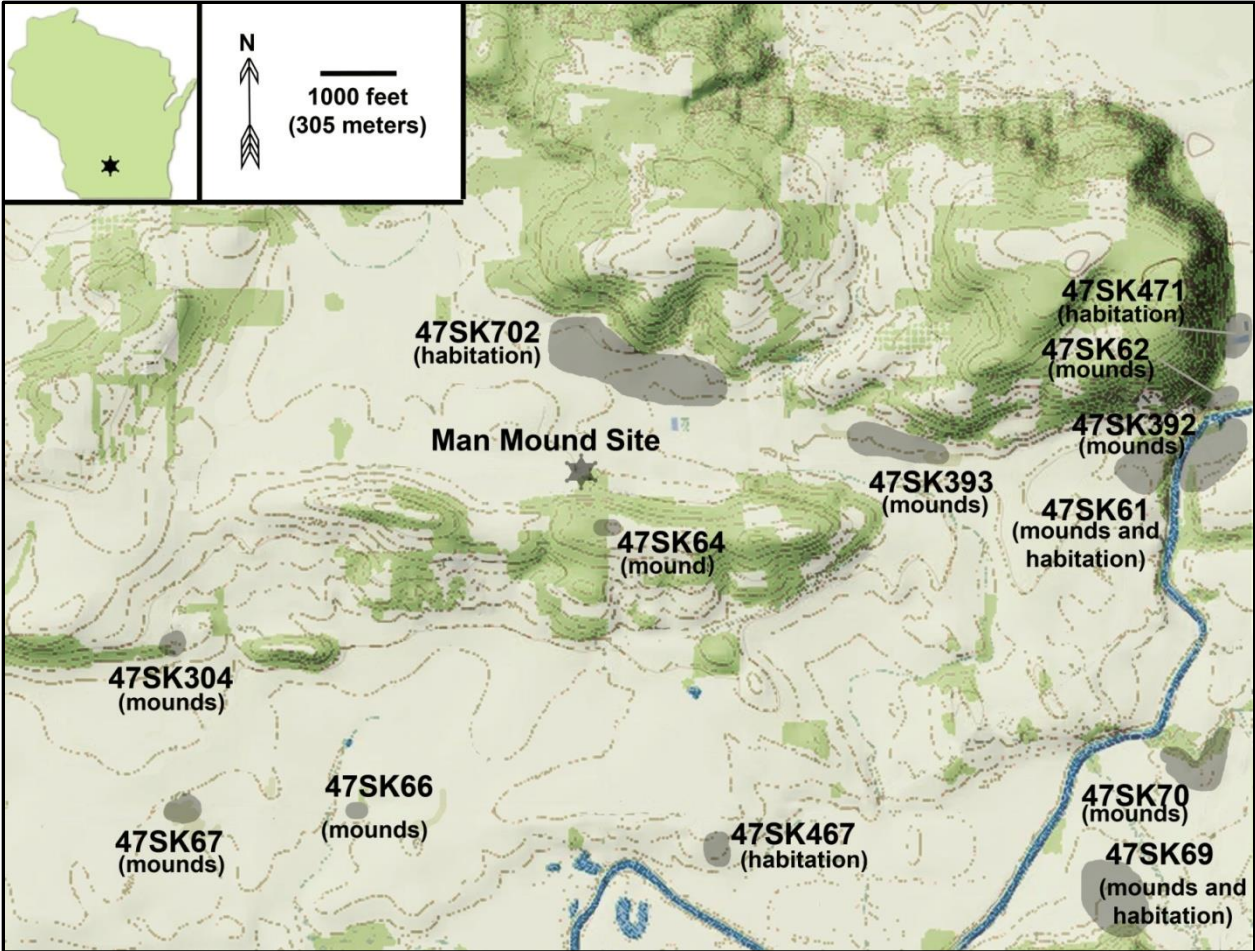 N
1000 feet
(305 meters)
47SK471
(habitation)
47SK702
(habitation)
47SK62
(mounds)
47SK392
(mounds)
Man Mound Site
47SK393
(mounds)
47SK61
(mounds and
habitation)
47SK64
(mound)
47SK304
(mounds)
47SK66
(mounds)
47SK70
(mounds)
47SK67
(mounds)
47SK467
(habitation)
47SK69
(mounds and
habitation)